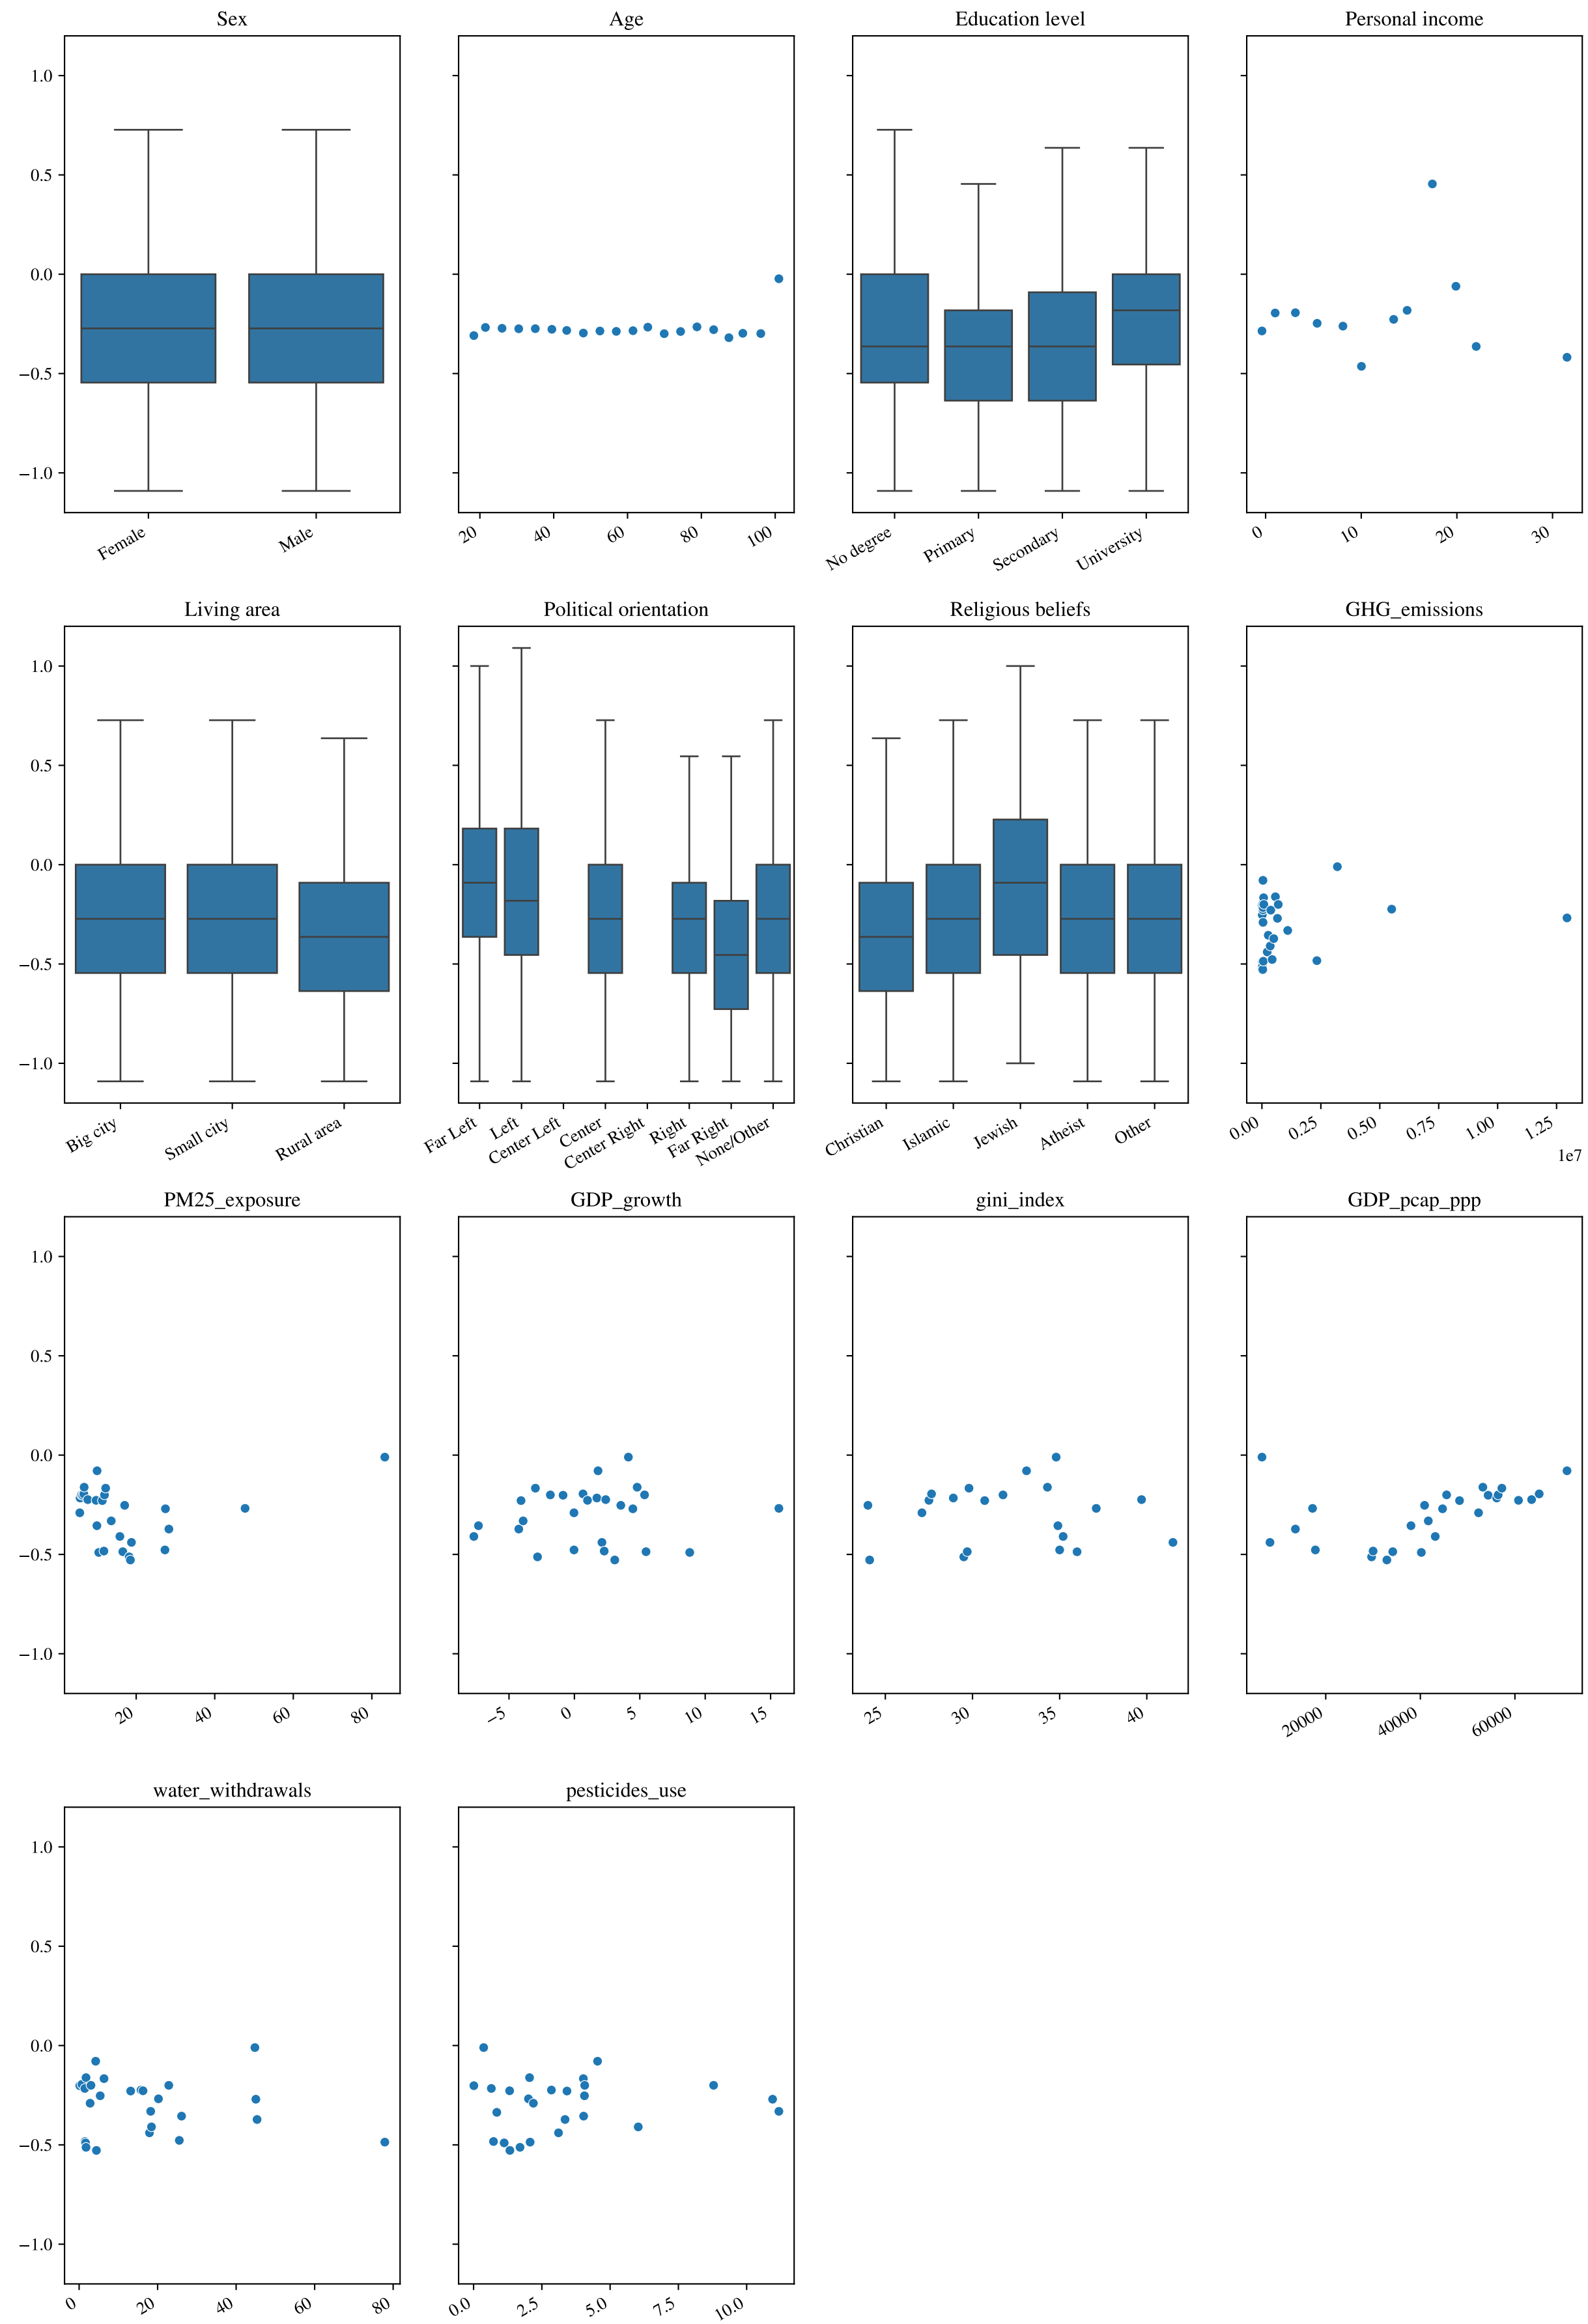 Sex
Age
Education level
Personal income
1.0
0.5
0.0
−0.5
−1.0
Female
Male
20
40
60
80
100
No degree
Primary
Secondary
University
0
10
20
30
Living area
Political orientation
Religious beliefs
GHG_emissions
1.0
0.5
0.0
−0.5
−1.0
Big city
Small city
Rural area
Far Left
Left
Center Left
Center
Center Right
Right
Far Right
None/Other
Christian
Islamic
Jewish
Atheist
Other
0.00
0.25
0.50
0.75
1.00
1.25
1e7
PM25_exposure
GDP_growth
gini_index
GDP_pcap_ppp
1.0
0.5
0.0
−0.5
−1.0
20
40
60
80
−5
0
5
10
15
25
30
35
40
20000
40000
60000
water_withdrawals
pesticides_use
1.0
0.5
0.0
−0.5
−1.0
0
20
40
60
80
0.0
2.5
5.0
7.5
10.0